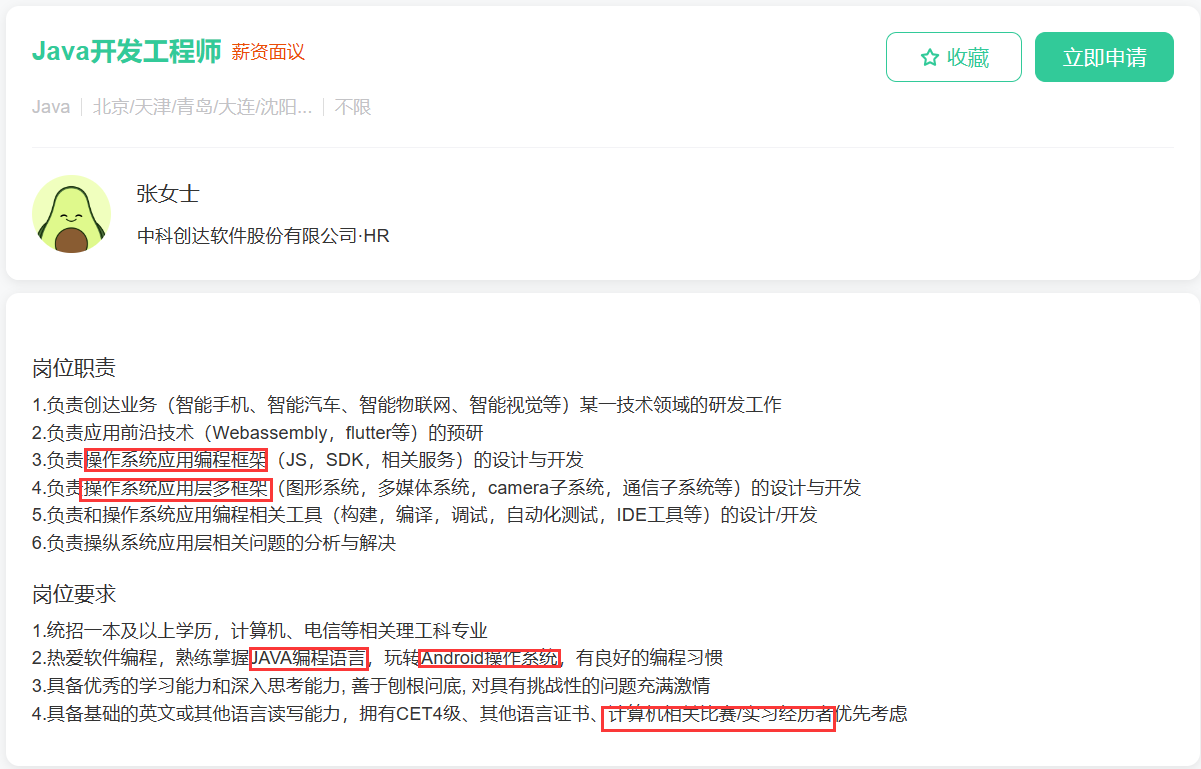 Java开发工程师 薪资面议
收藏 立即申请
Java 北京/天津/青岛/大连/沈阳... 不限
张女士
中科创达软件股份有限公司·HR
岗位职责
1.负责创达业务（智能手机、智能汽车、智能物联网、智能视觉等）某一技术领域的研发工作
2.负责应用前沿技术（Webassembly，flutter等）的预研
3.负责操作系统应用编程框架（JS，SDK，相关服务）的设计与开发
4.负责操作系统应用层多框架（图形系统，多媒体系统，camera子系统，通信子系统等）的设计与开发
5.负责和操作系统应用编程相关工具（构建，编译，调试，自动化测试，IDE工具等）的设计/开发
6.负责操纵系统应用层相关问题的分析与解决
岗位要求
1.统招一本及以上学历，计算机、电信等相关理工科专业
2.热爱软件编程，熟练掌握JAVA编程语言，玩转Android操作系统，有良好的编程习惯
3.具备优秀的学习能力和深入思考能力, 善于刨根问底, 对具有挑战性的问题充满激情
4.具备基础的英文或其他语言读写能力，拥有CET4级、其他语言证书、计算机相关比赛/实习经历者优先考虑